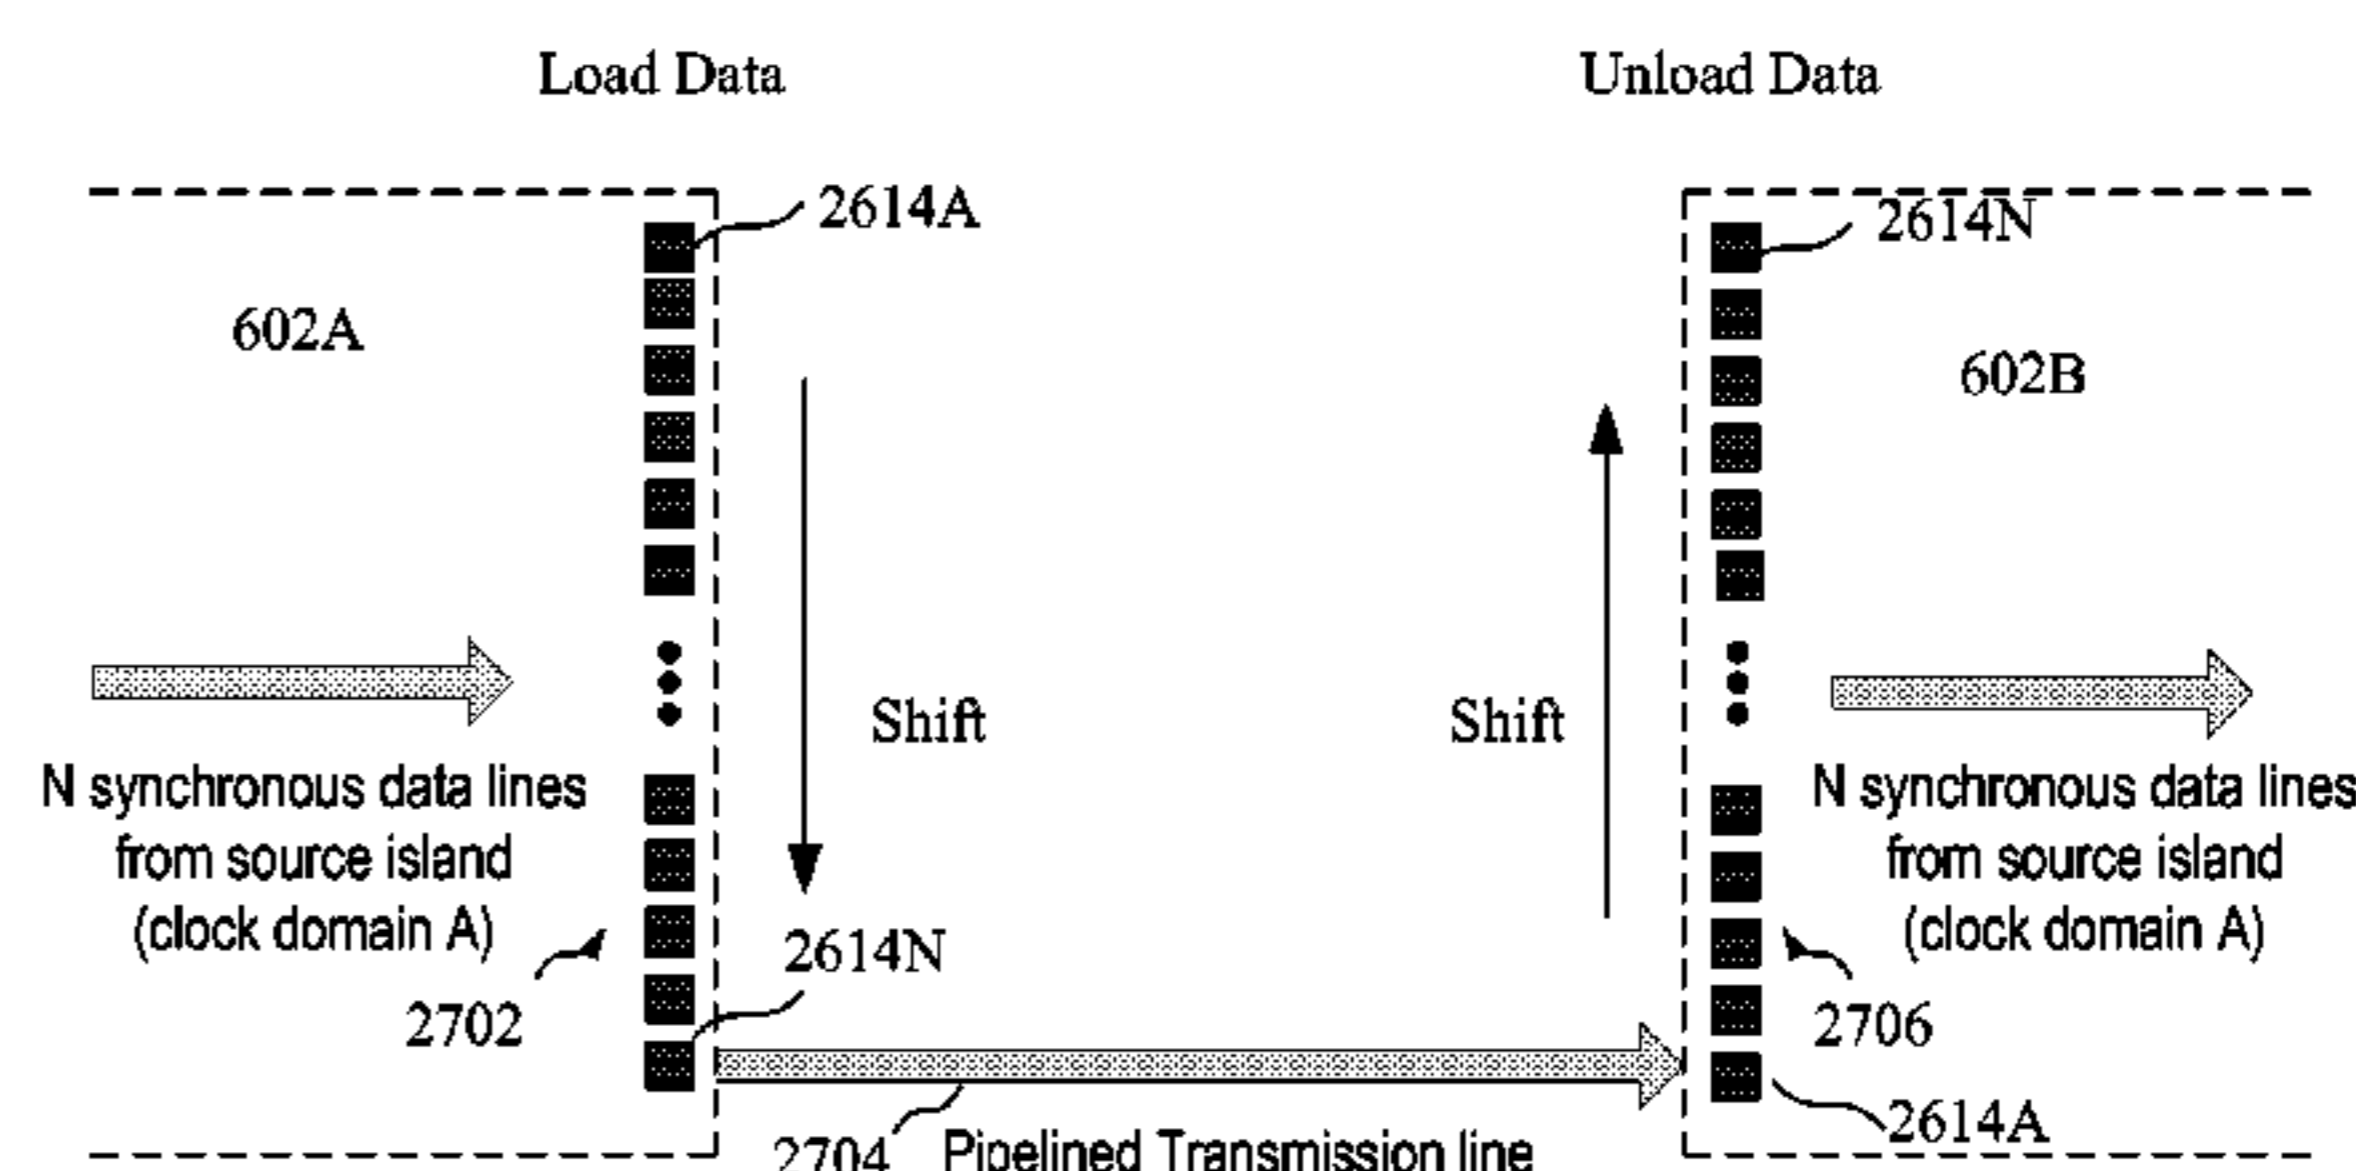 Load Data
Unload Data
2614A
2614N
602A
602B
Shift
Shift
N synchronous data lines
from source island
(clock domain A)
N synchronous data lines
from source island
(clock domain A)
2614N
2702
2706
2614A
2704
Pipelined Transmission line